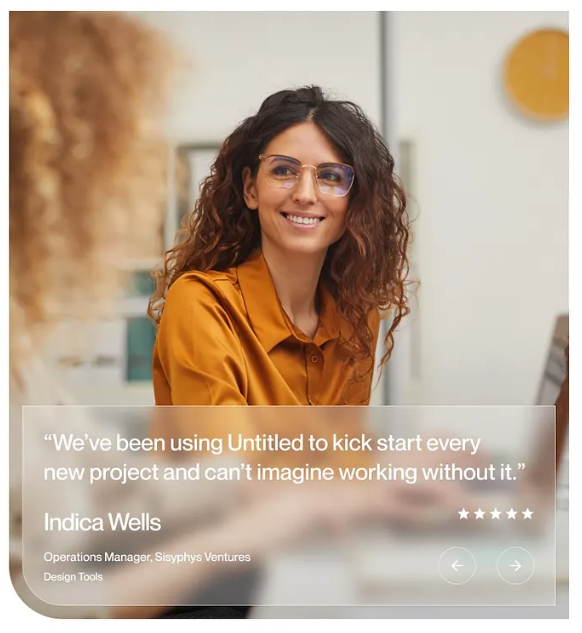 “We’ve been using Untitled to kick start every
new project and can’t imagine working without it.”
Indica Wells
Operations Manager, Sisyphys Ventures
Design Tools